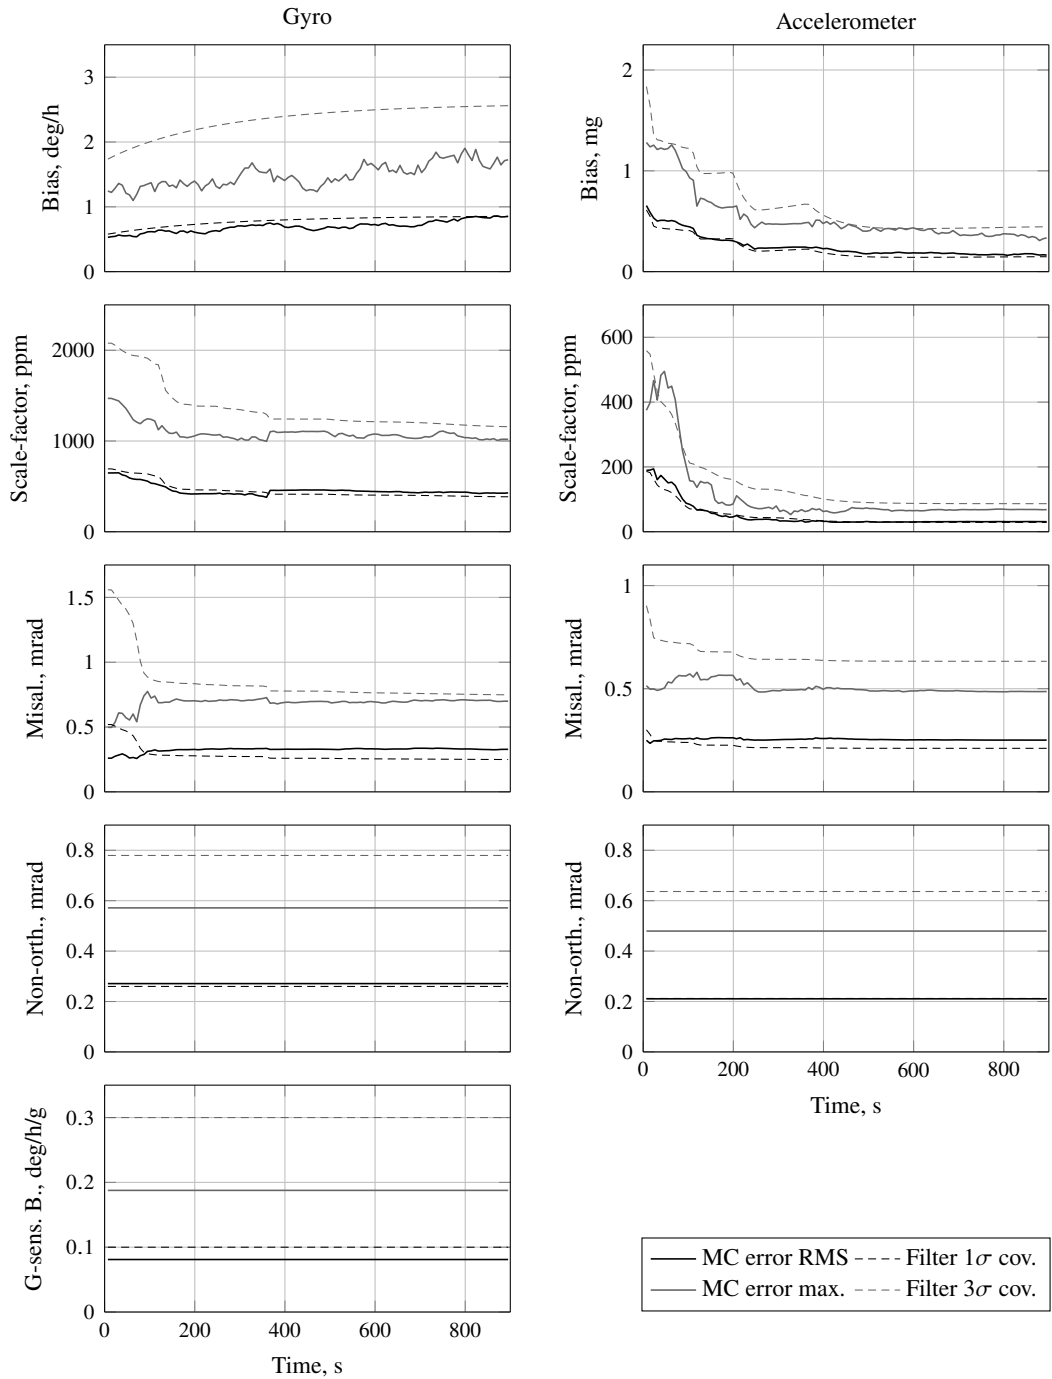 Gyro
Accelerometer
3
2
1
0
Bias, deg/h
2
1
0
Bias, mg
2000
1000
0
Scale-factor, ppm
600
400
200
0
Scale-factor, ppm
1.5
1
0.5
0
Misal., mrad
1
0.5
0
Misal., mrad
0.8
0.6
0.4
0.2
0
Non-orth., mrad
0.8
0.6
0.4
0.2
0
Non-orth., mrad
0 200 400 600 800
Time, s
0.3
0.2
0.1
0
G-sens. B., deg/h/g
0 200 400 600 800
Time, s
MC error RMS Filter 1σ cov.
MC error max. Filter 3σ cov.